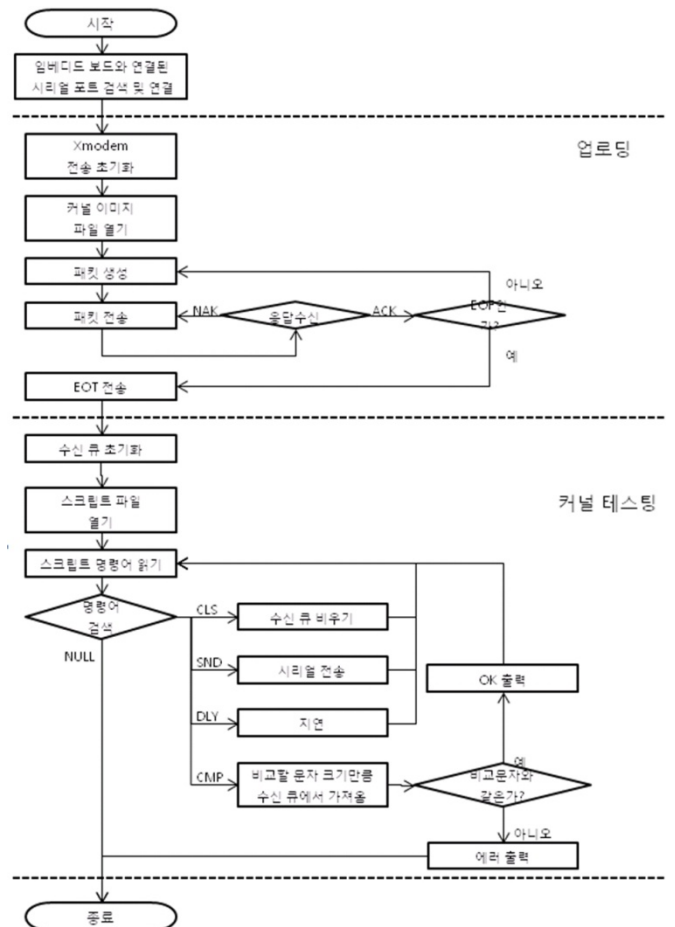 시작
임베디드 보드와 연결된
시리얼 포트 검색 및 연결
업로딩
Xmodem
전송 초기화
커널 이미지
파일 열기
패킷 생성
아니오
패킷 전송
NAK
응답수신
ACK
EOF인
가?
예
EOT 전송
수신 큐 초기화
커널 테스팅
스크립트 파일
열기
스크립트 명령어 읽기
명령어
검색
CLS
수신 큐 비우기
NULL
SND
시리얼 전송
OK 출력
DLY
지연
CMP
비교할 문자 크기만큼
수신 큐에서 가져옴
예
비교문자와
같은가?
아니오
에러 출력
종료